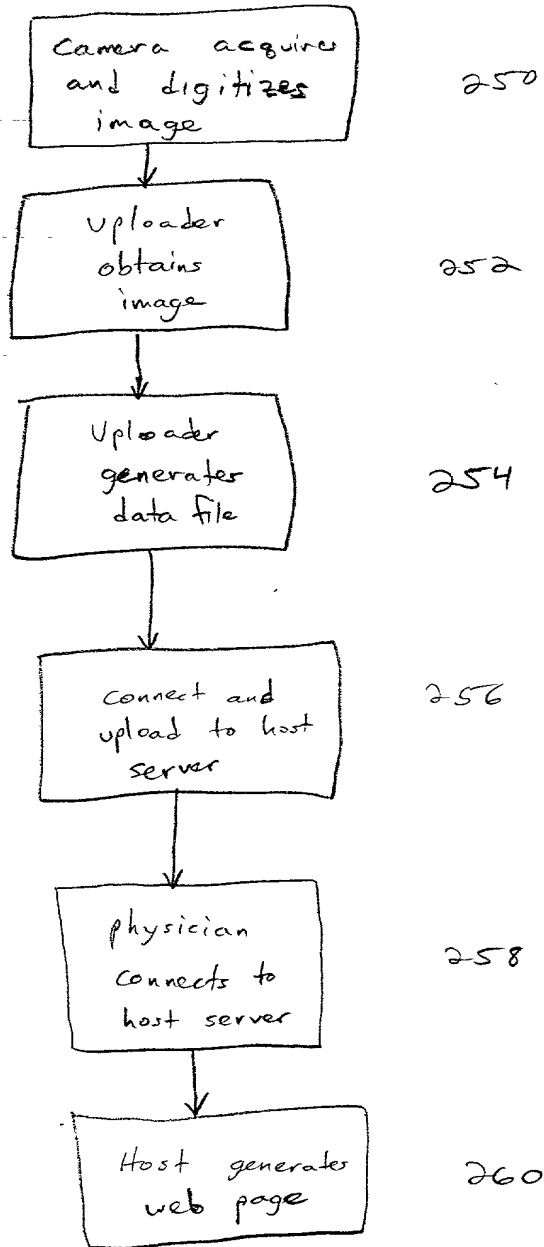 Camera acquires
and digitizes
image
250
Uploader
obtains
image
252
Uploader
generates
data file
254
Connect and
upload to host
server
256
physician
connects to
host server
258
Host generates
web page
260